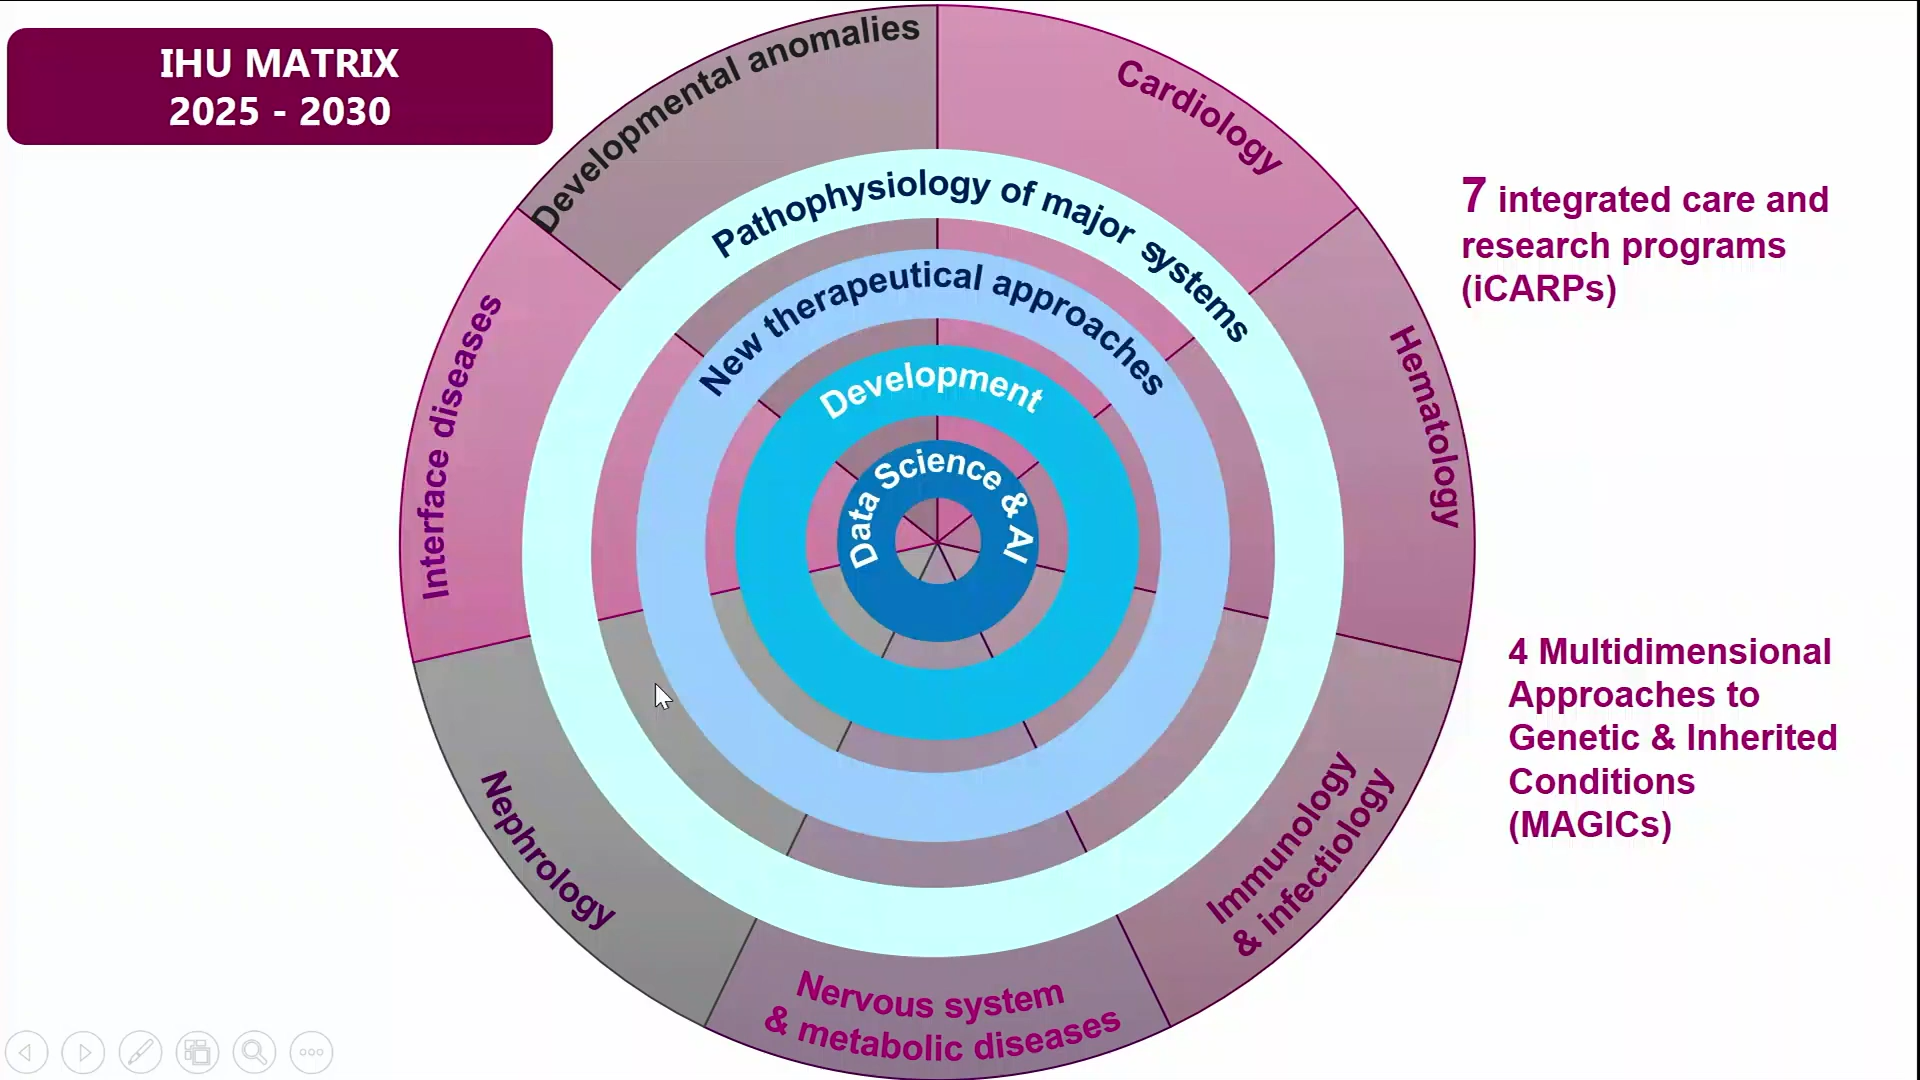 IHU MATRIX
2025 - 2030
Developmental anomalies
Cardiology
Hematology
Immunology
& infectiology
Nervous system
& metabolic diseases
Nephrology
Interface diseases
Pathophysiology of major systems
New therapeutical approaches
Development
Data Science & AI
7 integrated care and
research programs
(iCARPs)
4 Multidimensional
Approaches to
Genetic & Inherited
Conditions
(MAGICs)